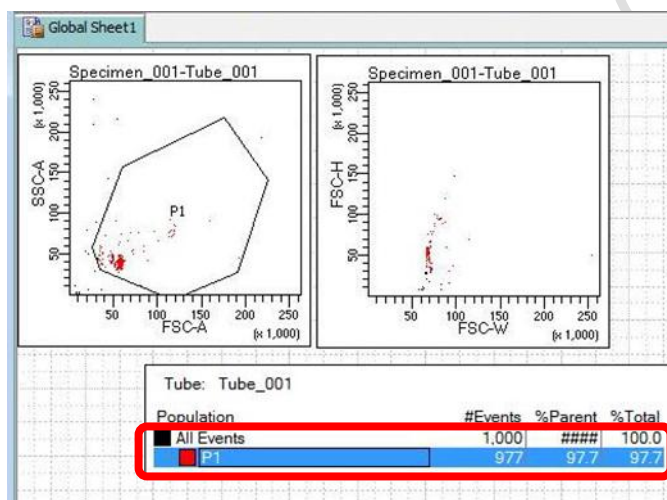 Global Sheet1
Specimen_001-Tube_001
SSC-A
(x 1,000)
250
200
150
100
50
P1
50 100 150 200 250
FSC-A
(x 1,000)
Specimen_001-Tube_001
FSC-H
(x 1,000)
250
200
150
100
50
50 100 150 200 250
FSC-W
(x 1,000)
Tube: Tube_001
Population #Events %Parent %Total
All Events 1,000 #### 100.0
P1 977 97.7 97.7